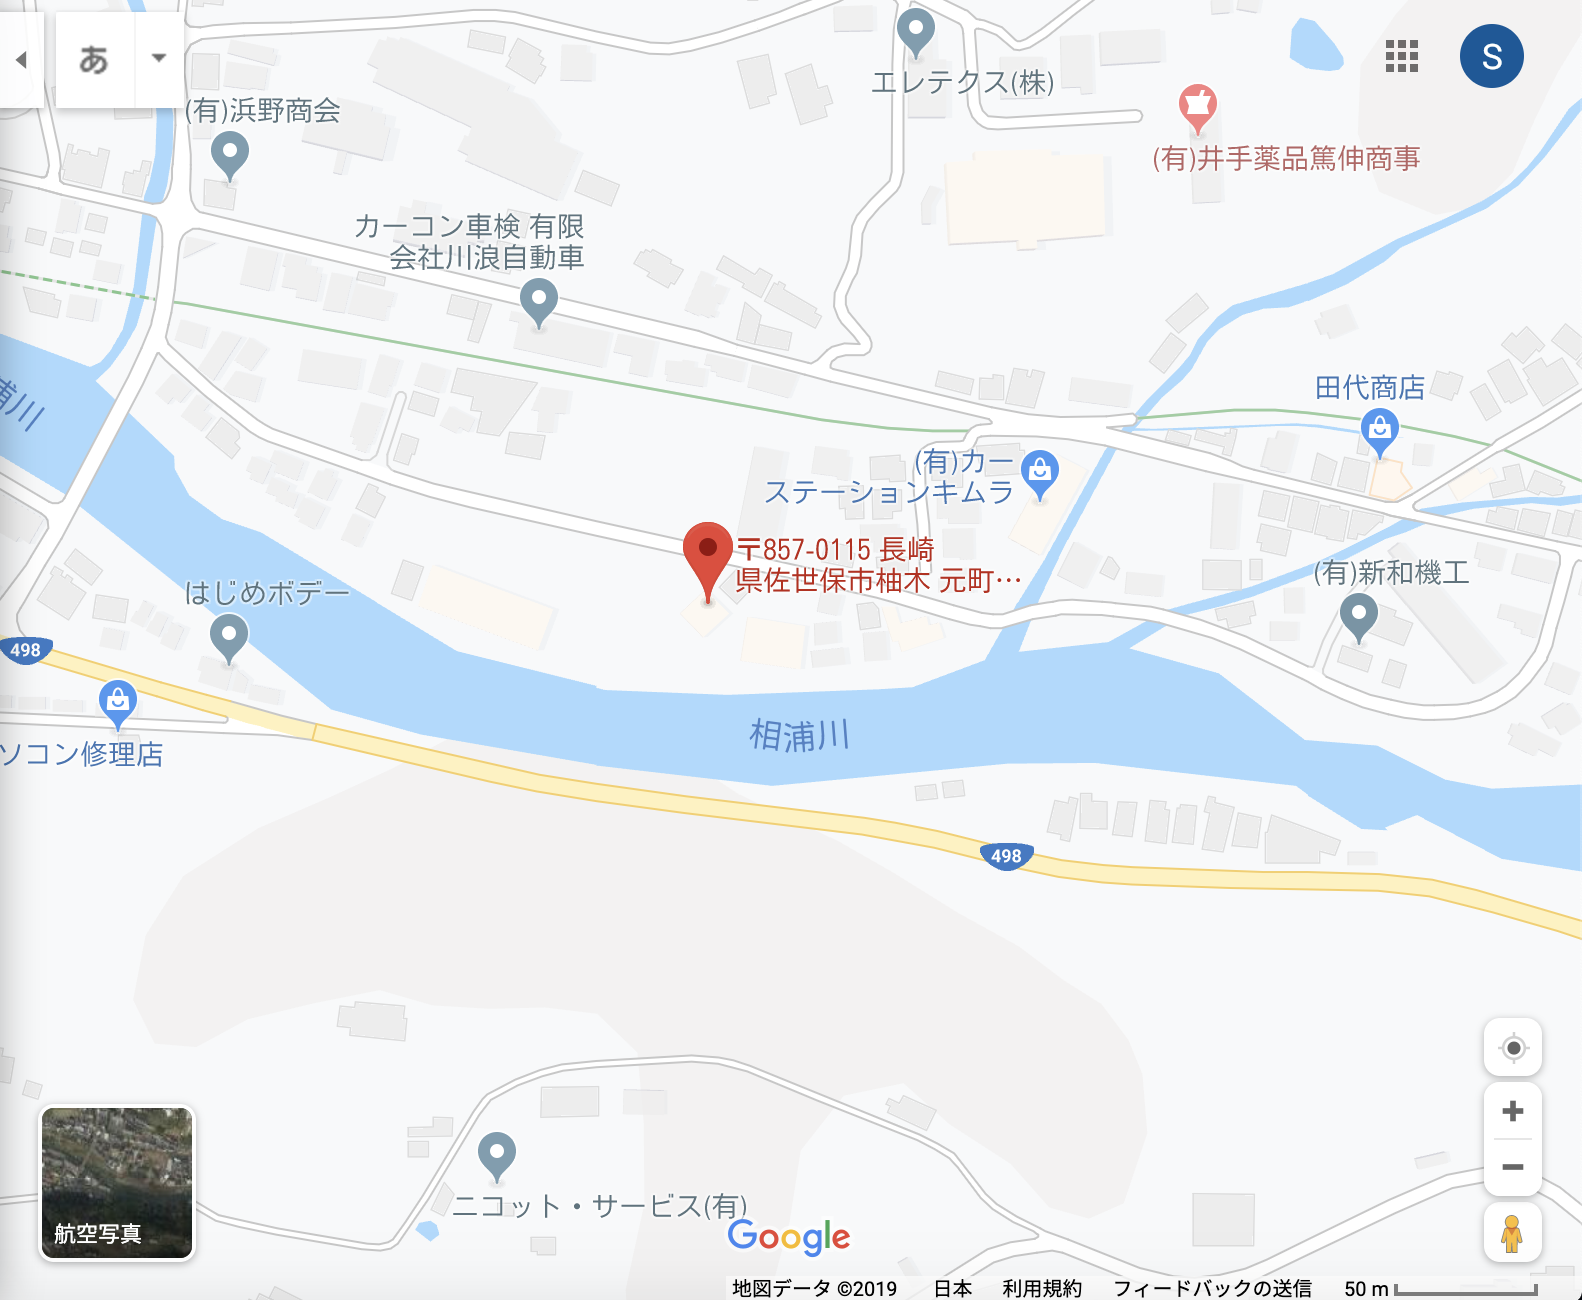 あ
S
エレテクス(株)
(有)浜野商会
(有)井手薬品篤伸商事
カーコン車検 有限
会社川浪自動車
田代商店
浦川
(有)カー
ステーションキムラ
〒857-0115 長崎
県佐世保市柚木 元町…
(有)新和機工
はじめボデー
498
相浦川
ソコン修理店
498
ニコット・サービス(有)
航空写真
Google
地図データ ©2019 日本 利用規約 フィードバックの送信 50 m